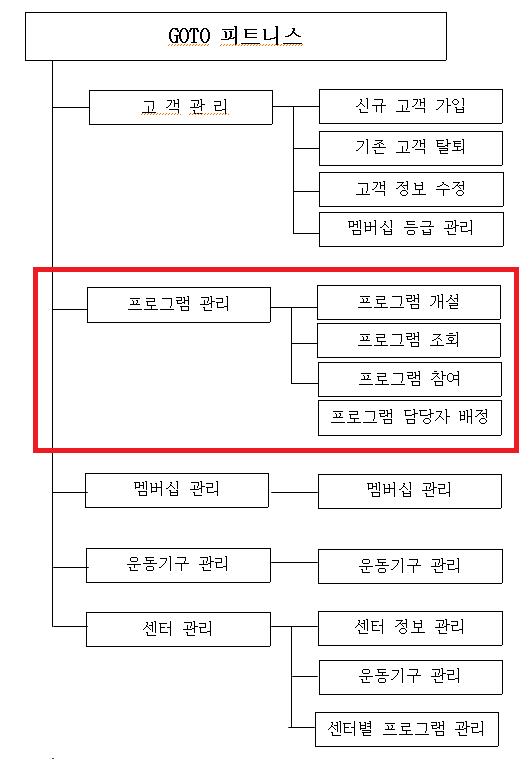 GOTO 피트니스
고 객 관 리
신규 고객 가입
기존 고객 탈퇴
고객 정보 수정
멤버십 등급 관리
프로그램 관리
프로그램 개설
프로그램 조회
프로그램 참여
프로그램 담당자 배정
멤버십 관리
멤버십 관리
운동기구 관리
운동기구 관리
센터 관리
센터 정보 관리
운동기구 관리
센터별 프로그램 관리